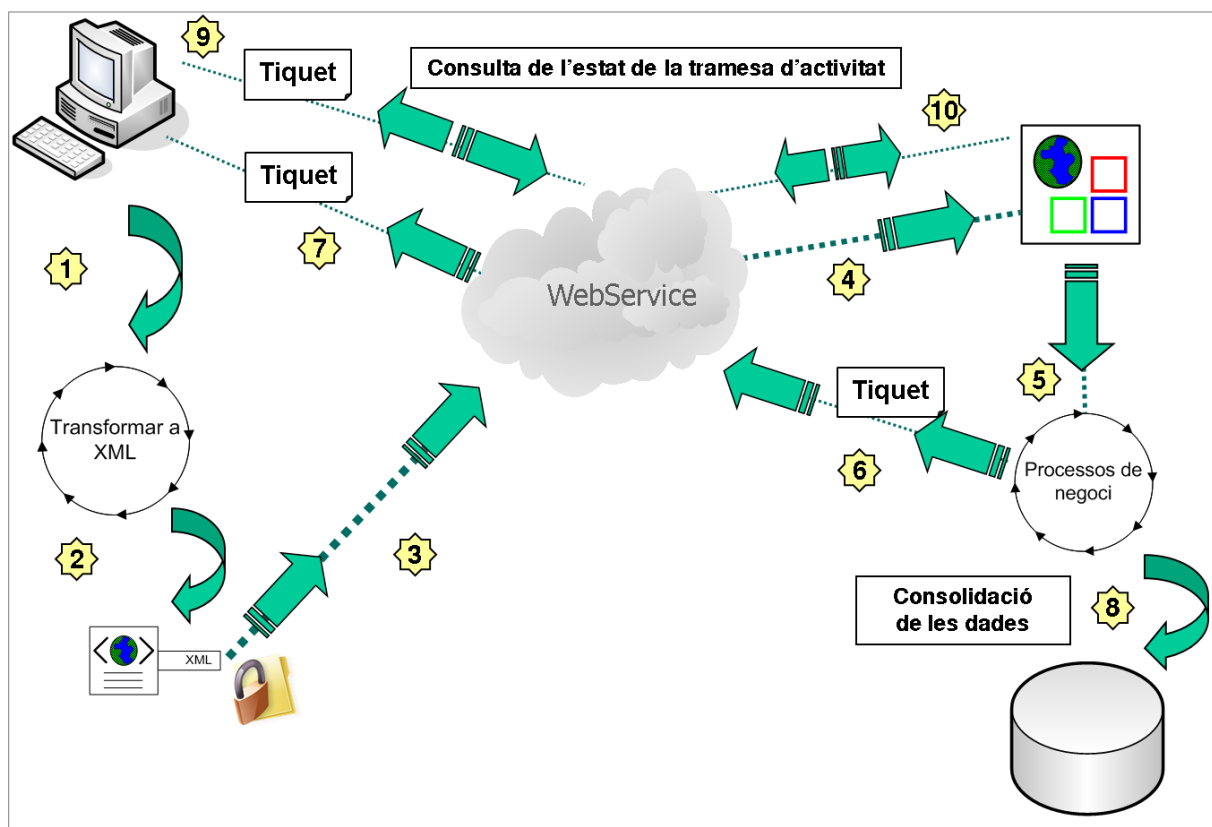 9
Tiquet
Consulta de l'estat de la tramesa d'activitat
10
Tiquet
7
1
4
WebService
5
Tiquet
Transformar a
XML
6
Processos de
negoci
2
3
Consolidació
de les dades
8
XML